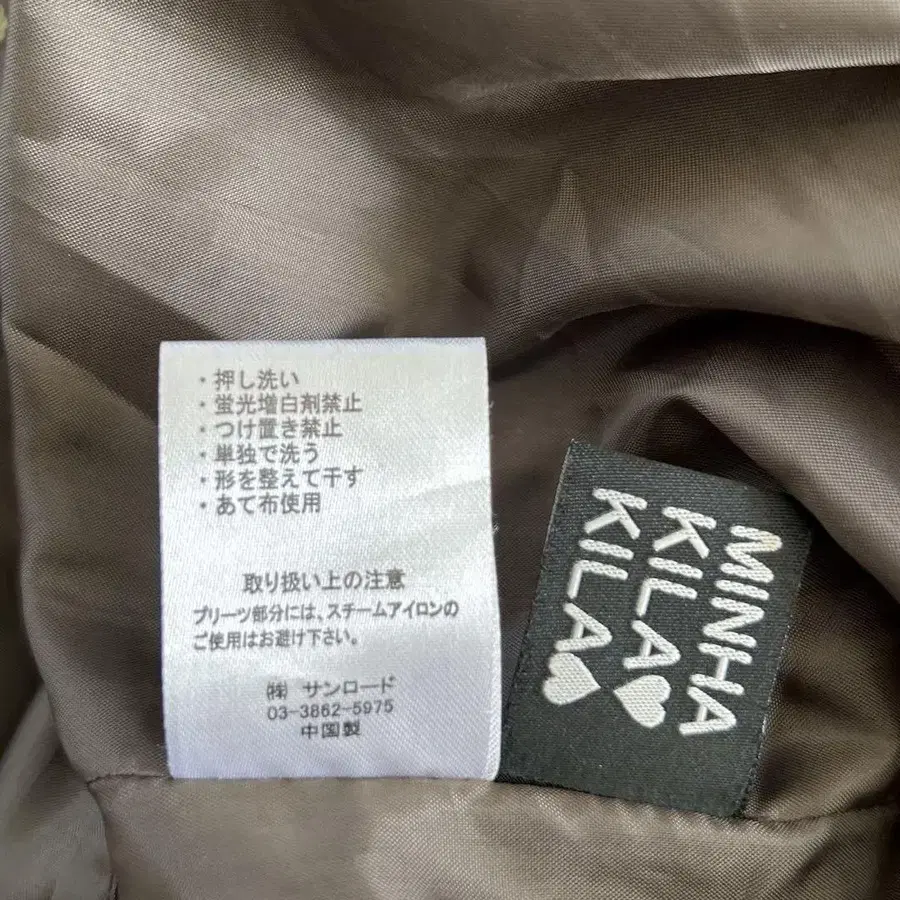 ・押し洗い
・蛍光増白剤禁止
・つけ置き禁止
・単独で洗う
・形を整えて干す
・あて布使用
取り扱い上の注意
プリーツ部分には、スチームアイロンの
ご使用はお避け下さい。
㈱ サンロード
03-3862-5975
中国製
MINHA
KILA♥
KILA♥